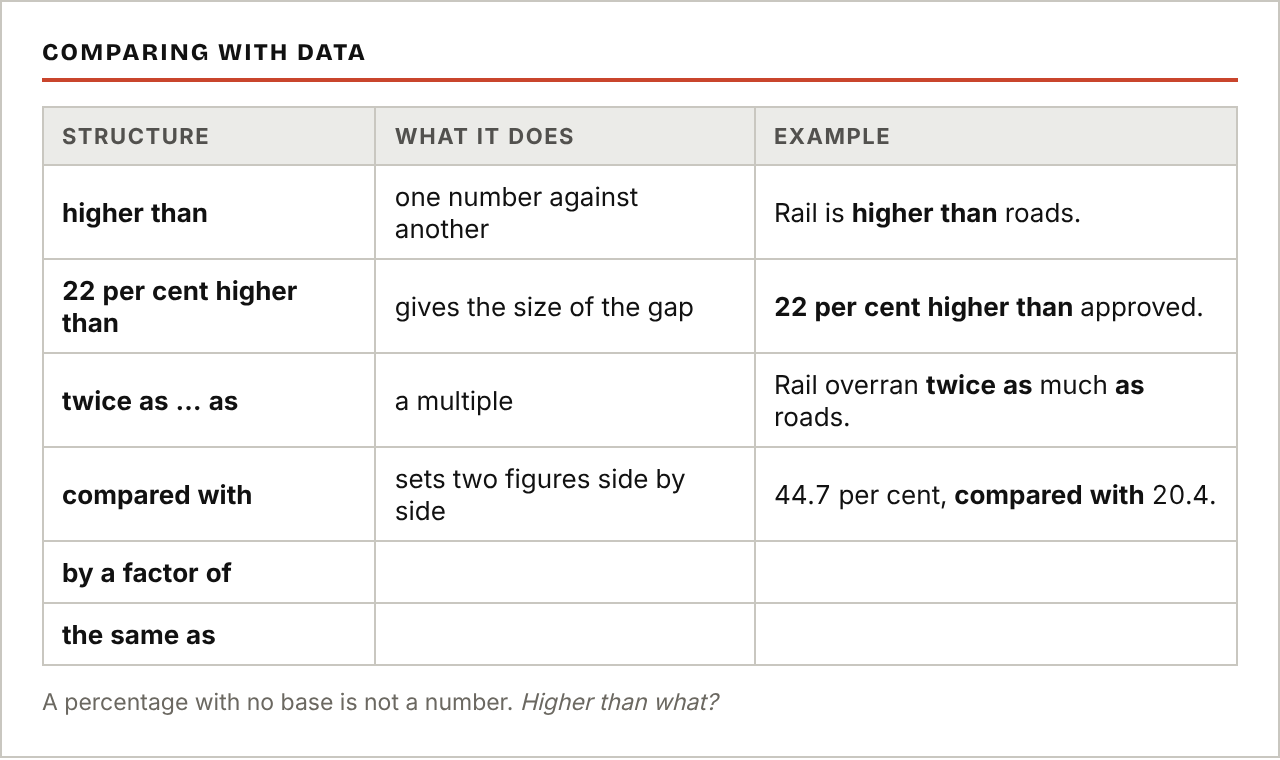 COMPARING WITH DATA
STRUCTURE
WHAT IT DOES
EXAMPLE
higher than
one number against
another
Rail is higher than roads.
22 per cent higher
than
gives the size of the gap
22 per cent higher than approved.
twice as … as
a multiple
Rail overran twice as much as
roads.
compared with
sets two figures side by
side
44.7 per cent, compared with 20.4.
by a factor of
the same as
A percentage with no base is not a number. Higher than what?